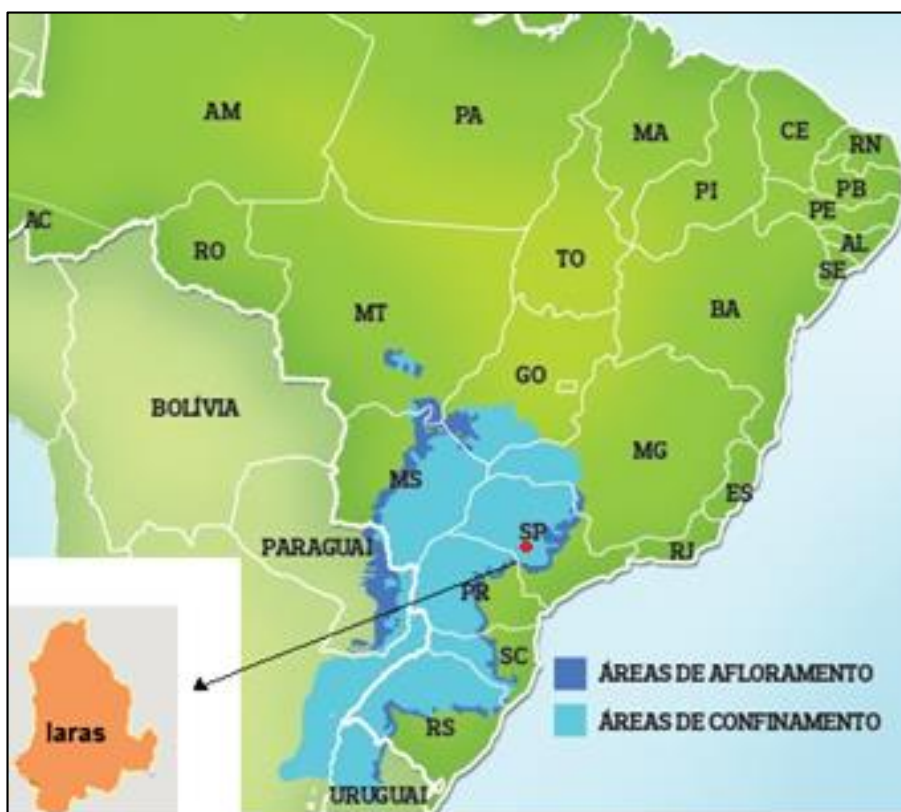 AM
PA
MA
CE
RN
PB
PE
AL
SE
PI
AC
RO
TO
BA
MT
GO
BOLÍVIA
MG
MS
ES
SP
RJ
PARAGUAI
PR
SC
RS
URUGUAI
Iaras
ÁREAS DE AFLORAMENTO
ÁREAS DE CONFINAMENTO